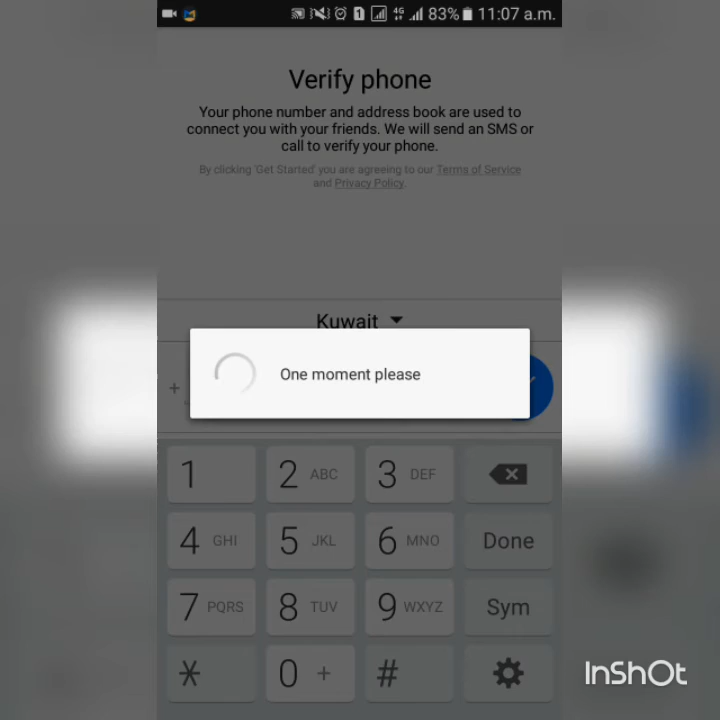 1 4G 83% 11:07 a.m.
Verify phone
Your phone number and address book are used to
connect you with your friends. We will send an SMS or
call to verify your phone.
By clicking 'Get Started' you are agreeing to our Terms of Service
and Privacy Policy.
Kuwait
One moment please
+
1 2 ABC 3 DEF
4 GHI 5 JKL 6 MNO Done
7 PQRS 8 TUV 9 WXYZ Sym
* 0 + #
InShOt